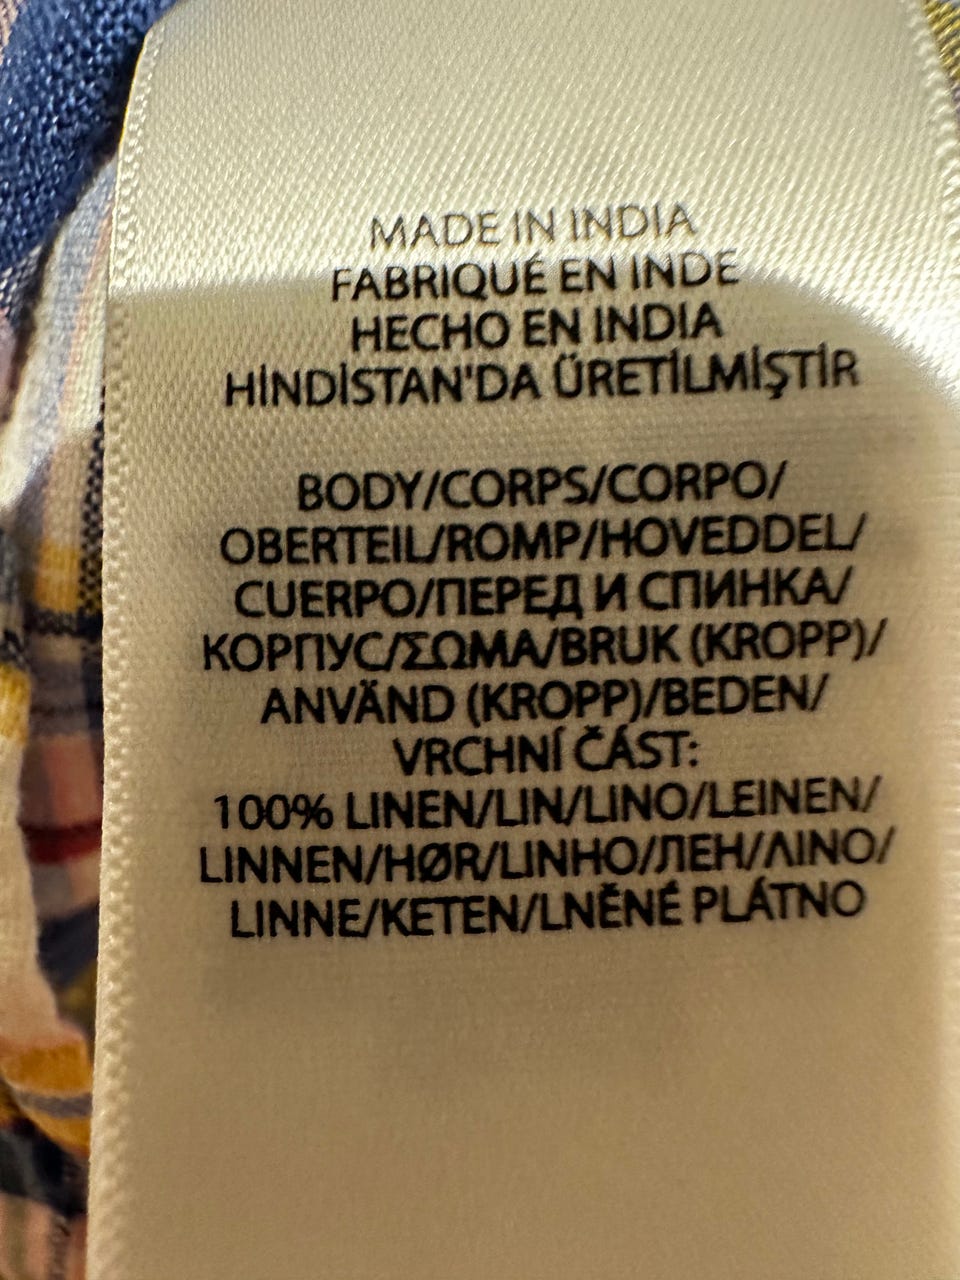 MADE IN INDIA
FABRIQUÉ EN INDE
HECHO EN INDIA
HİNDİSTAN'DA ÜRETİLMİŞTİR
BODY/CORPS/CORPO/
OBERTEIL/ROMP/HOVEDDEL/
CUERPO/ПЕРЕД И СПИНКА/
КОРПУС/ΣΩΜΑ/BRUK (KROPP)/
ANVÄND (KROPP)/BEDEN/
VRCHNÍ ČÁST:
100% LINEN/LIN/LINO/LEINEN/
LINNEN/HØR/LINHO/ЛЕН/ΛΙΝΟ/
LINNE/KETEN/LNĚNÉ PLÁTNO